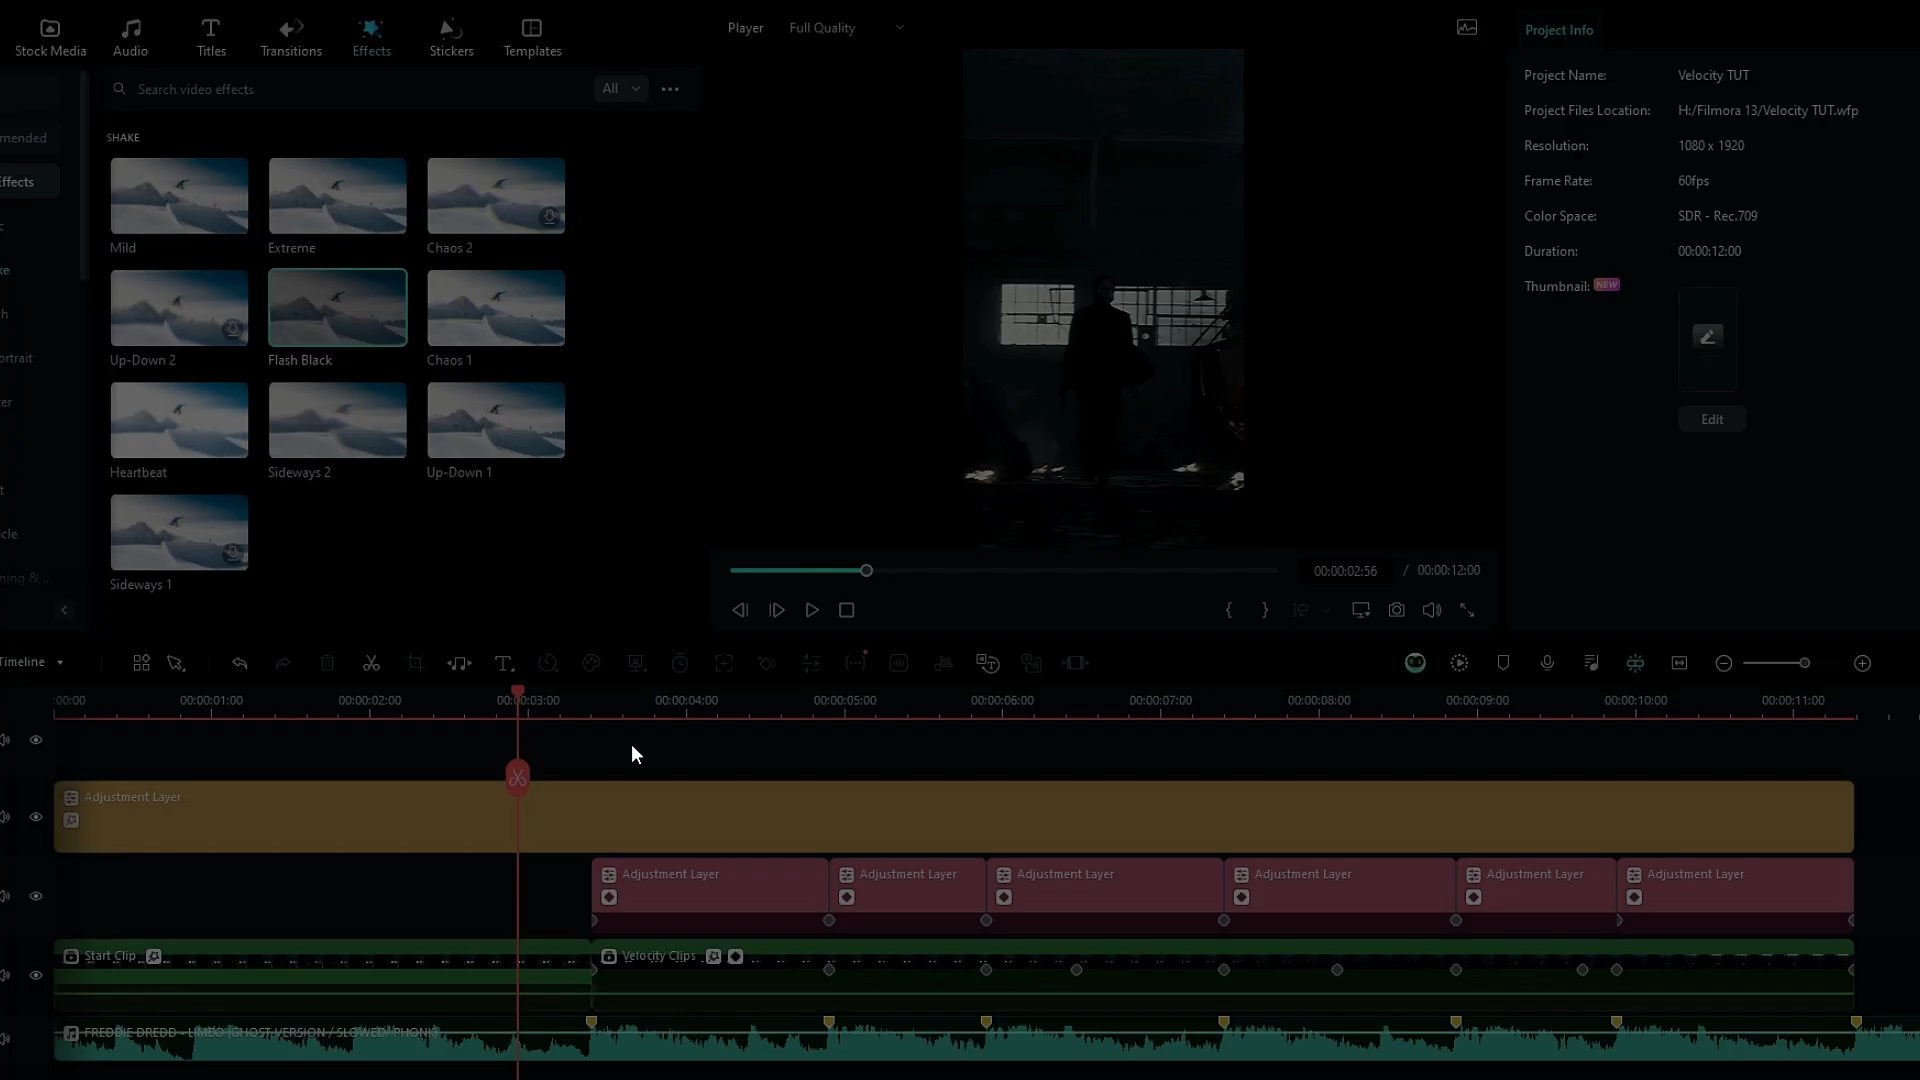 Stock Media
Audio
Titles
Transitions
Effects
Stickers
Templates
Player
Full Quality
Project Info
Search video effects
All
SHAKE
mended
Effects
c
ke
h
ortrait
ter
t
cle
ning & ...
Mild
Extreme
Chaos 2
Up-Down 2
Flash Black
Chaos 1
Heartbeat
Sideways 2
Up-Down 1
Sideways 1
Project Name: Velocity TUT
Project Files Location: H:/Filmora 13/Velocity TUT.wfp
Resolution: 1080 x 1920
Frame Rate: 60fps
Color Space: SDR - Rec.709
Duration: 00:00:12:00
Thumbnail: NEW
Edit
00:00:02:56 / 00:00:12:00
Timeline
:00:00 00:00:01:00 00:00:02:00 00:00:03:00 00:00:04:00 00:00:05:00 00:00:06:00 00:00:07:00 00:00:08:00 00:00:09:00 00:00:10:00 00:00:11:00
Adjustment Layer
Adjustment Layer Adjustment Layer Adjustment Layer Adjustment Layer Adjustment Layer Adjustment Layer
Start Clip Velocity Clips
FREDDIE DREDD - LIMBO [GHOST VERSION / SLOWED/ PHONK]